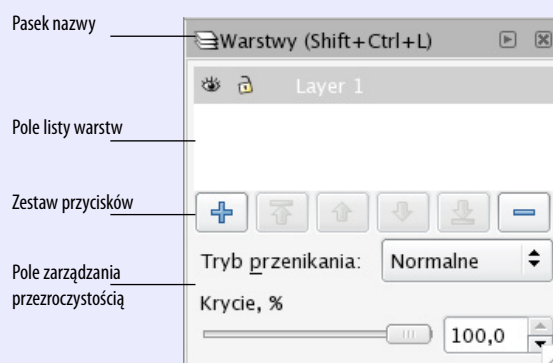 Pasek nazwy
Warstwy (Shift+Ctrl+L)
Layer 1
Pole listy warstw
Zestaw przycisków
Pole zarządzania
przezroczystością
Tryb przenikania: Normalne
Krycie, %
100,0